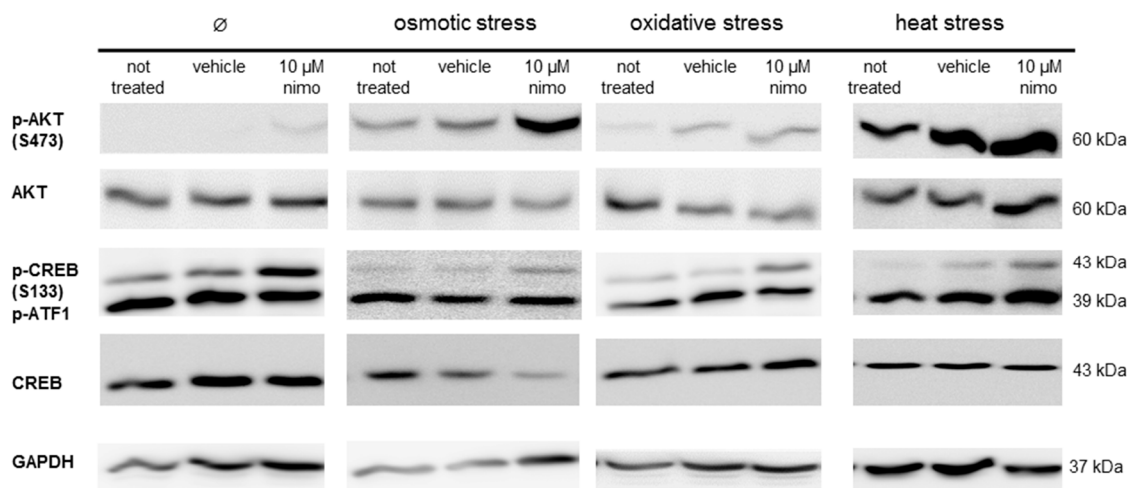 ∅ osmotic stress oxidative stress heat stress
not treated vehicle 10 µM nimo not treated vehicle 10 µM nimo not treated vehicle 10 µM nimo not treated vehicle 10 µM nimo
p-AKT
(S473)
60 kDa
AKT
60 kDa
p-CREB
43 kDa
(S133)
39 kDa
p-ATF1
CREB
43 kDa
GAPDH
37 kDa